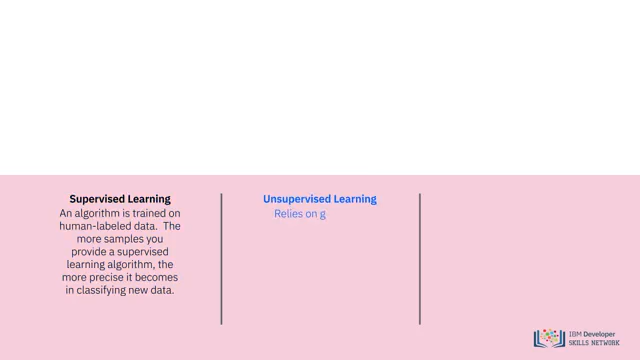 Supervised Learning
An algorithm is trained on
human-labeled data. The
more samples you
provide a supervised
learning algorithm, the
more precise it becomes
in classifying new data.
Unsupervised Learning
Relies on g
IBM Developer
SKILLS NETWORK